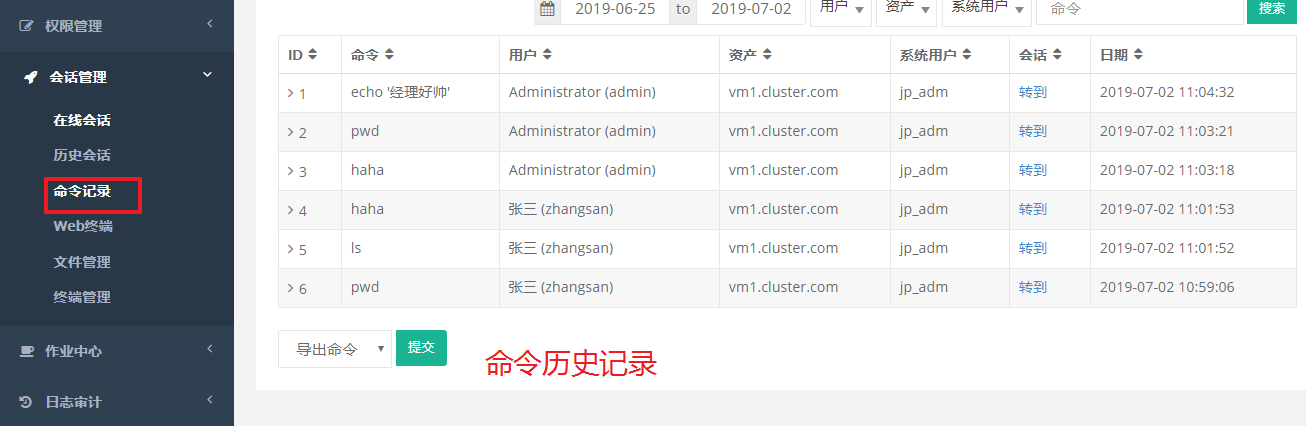 权限管理
会话管理
在线会话
历史会话
命令记录
Web终端
文件管理
终端管理
作业中心
日志审计
2019-06-25 to 2019-07-02 用户 资产 系统用户 命令 搜索
ID 命令 用户 资产 系统用户 会话 日期
1 echo '经理好帅' Administrator (admin) vm1.cluster.com jp_adm 转到 2019-07-02 11:04:32
2 pwd Administrator (admin) vm1.cluster.com jp_adm 转到 2019-07-02 11:03:21
3 haha Administrator (admin) vm1.cluster.com jp_adm 转到 2019-07-02 11:03:18
4 haha 张三 (zhangsan) vm1.cluster.com jp_adm 转到 2019-07-02 11:01:53
5 ls 张三 (zhangsan) vm1.cluster.com jp_adm 转到 2019-07-02 11:01:52
6 pwd 张三 (zhangsan) vm1.cluster.com jp_adm 转到 2019-07-02 10:59:06
导出命令 提交
命令历史记录